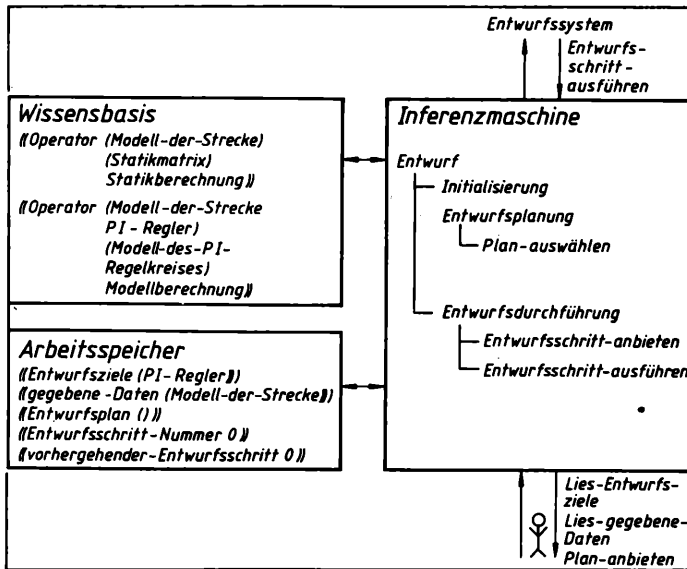 Entwurfssystem
Entwurfs-
schritt-
ausführen
Wissensbasis
((Operator (Modell-der-Strecke)
(Statikmatrix)
Statikberechnung))
((Operator (Modell-der-Strecke
PI-Regler)
(Modell-des-PI-
Regelkreises)
Modellberechnung))
Arbeitsspeicher
((Entwurfsziele (PI-Regler))
((gegebene-Daten (Modell-der-Strecke))
((Entwurfsplan ()))
((Entwurfsschritt-Nummer 0))
((vorhergehender-Entwurfsschritt 0))
Inferenzmaschine
Entwurf
Initialisierung
Entwurfsplanung
Plan-auswählen
Entwurfsdurchführung
Entwurfsschritt-anbieten
Entwurfsschritt-ausführen
Lies-Entwurfs-
ziele
Lies-gegebene-
Daten
Plan-anbieten